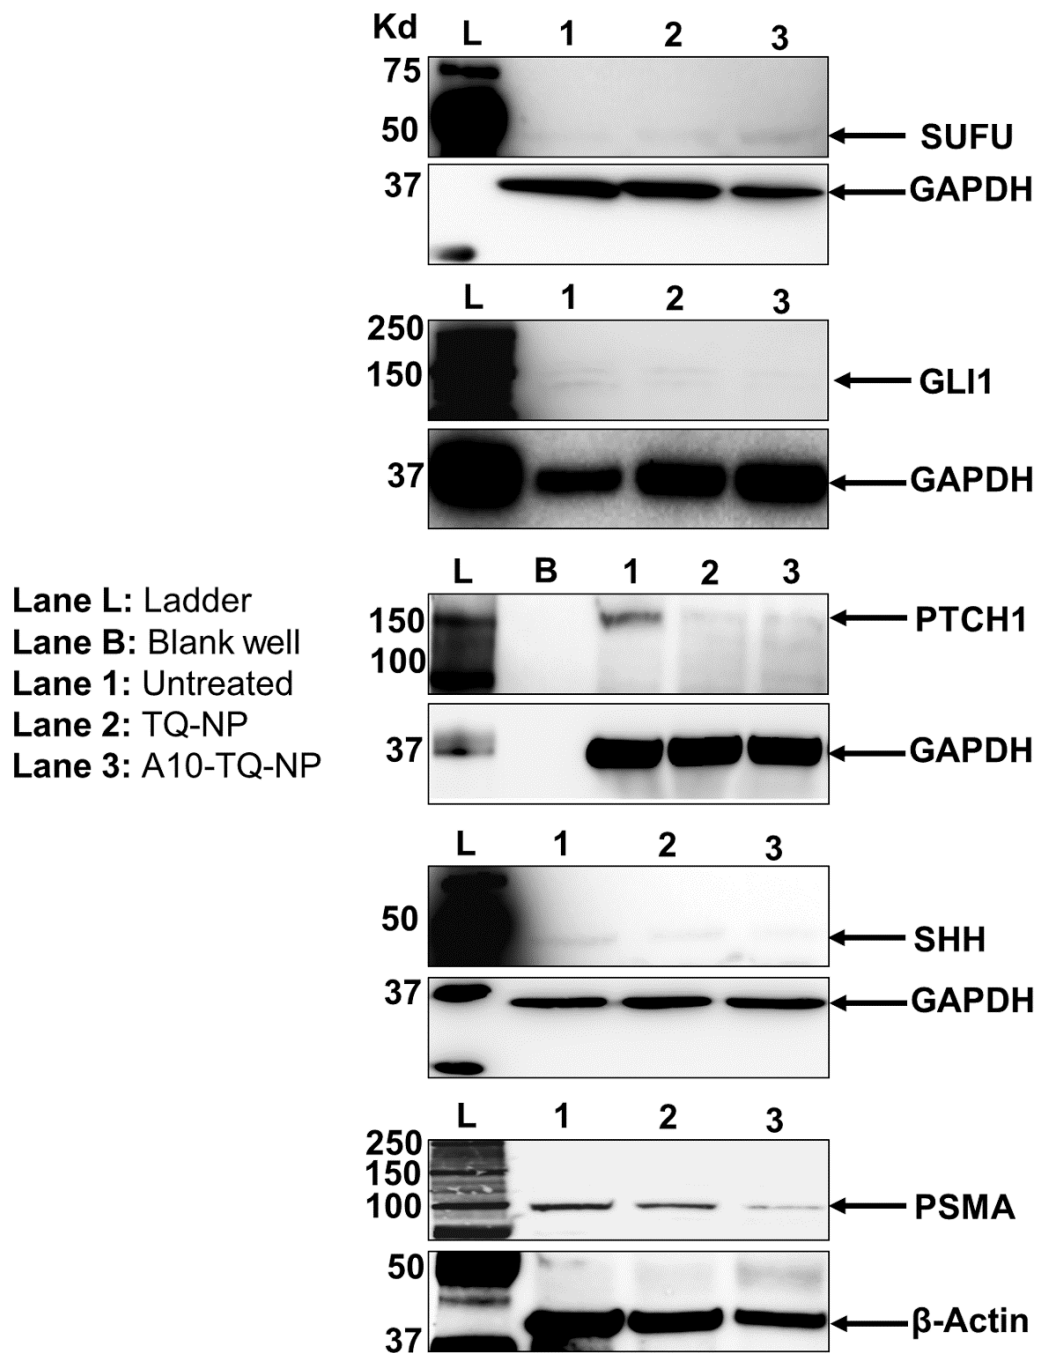 Kd L 1 2 3
75
50 SUFU
37 GAPDH
L 1 2 3
250
150 GLI1
37 GAPDH
L B 1 2 3
150 PTCH1
100
37 GAPDH
Lane L: Ladder
Lane B: Blank well
Lane 1: Untreated
Lane 2: TQ-NP
Lane 3: A10-TQ-NP
L 1 2 3
50 SHH
37 GAPDH
L 1 2 3
250
150
100 PSMA
50
37 β-Actin